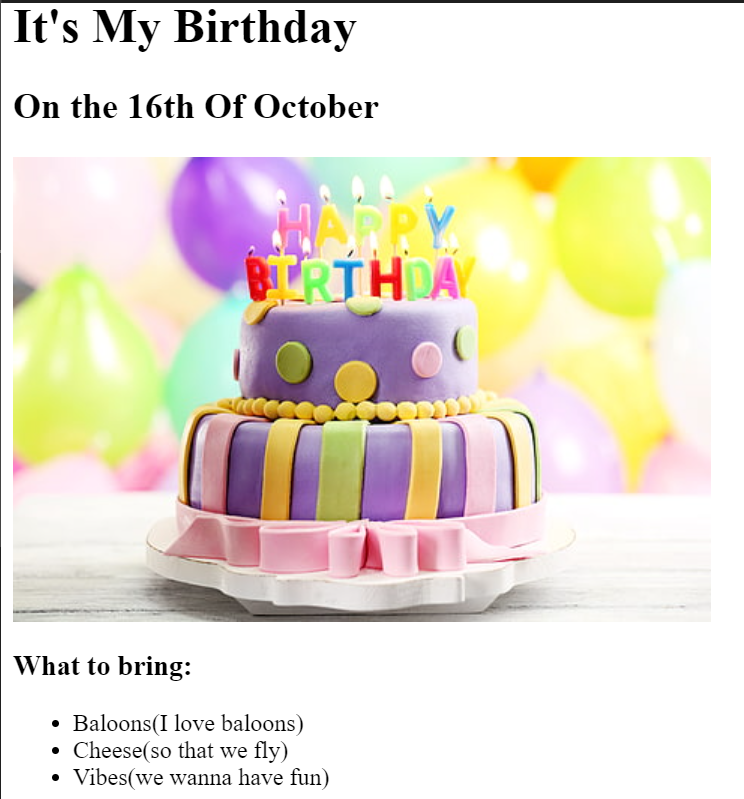 It's My Birthday
On the 16th Of October
HAPPY
BIRTHDAY
What to bring:
Baloons(I love baloons)
Cheese(so that we fly)
Vibes(we wanna have fun)